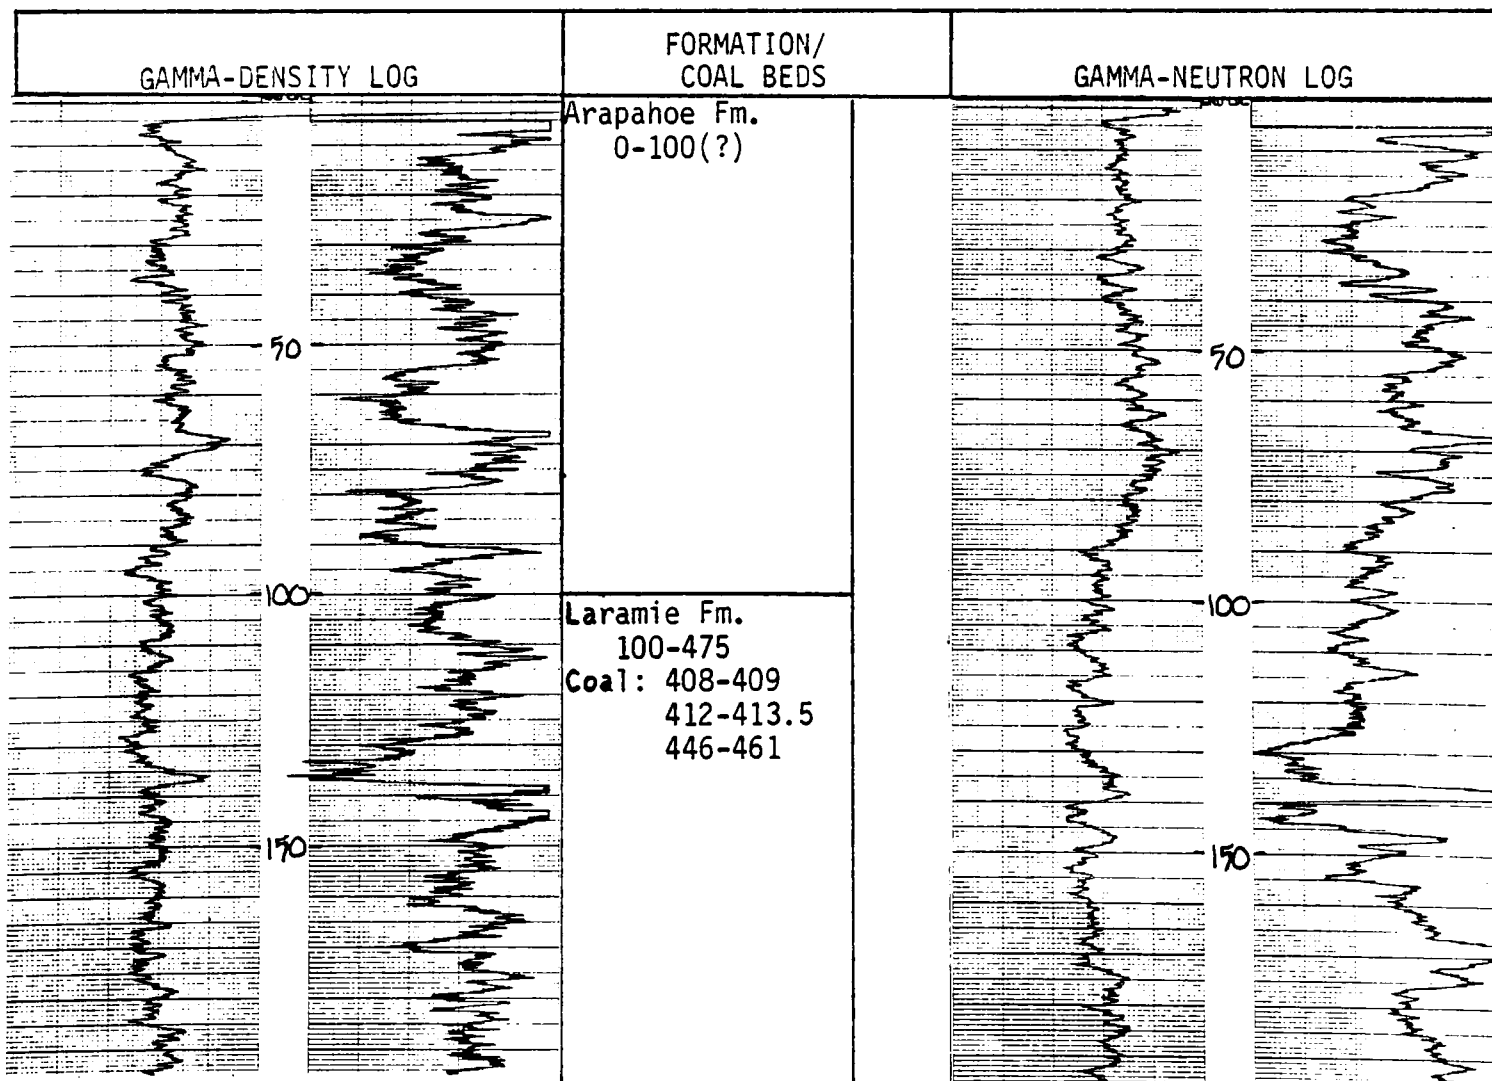 GAMMA-DENSITY LOG
FORMATION/
COAL BEDS
GAMMA-NEUTRON LOG
Arapahoe Fm.
0-100(?)
50
50
100
100
Laramie Fm.
100-475
Coal: 408-409
412-413.5
446-461
150
150